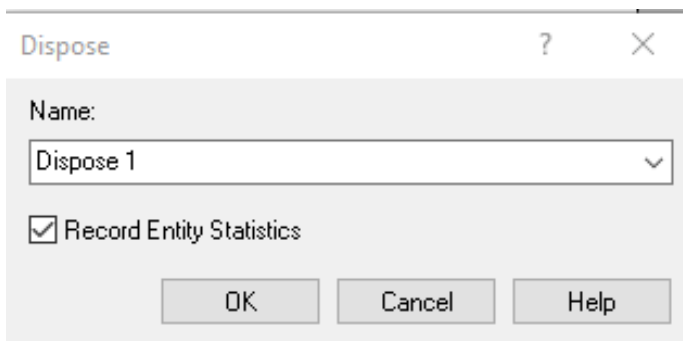 Dispose ?
Name:
Dispose 1
Record Entity Statistics
OK Cancel Help